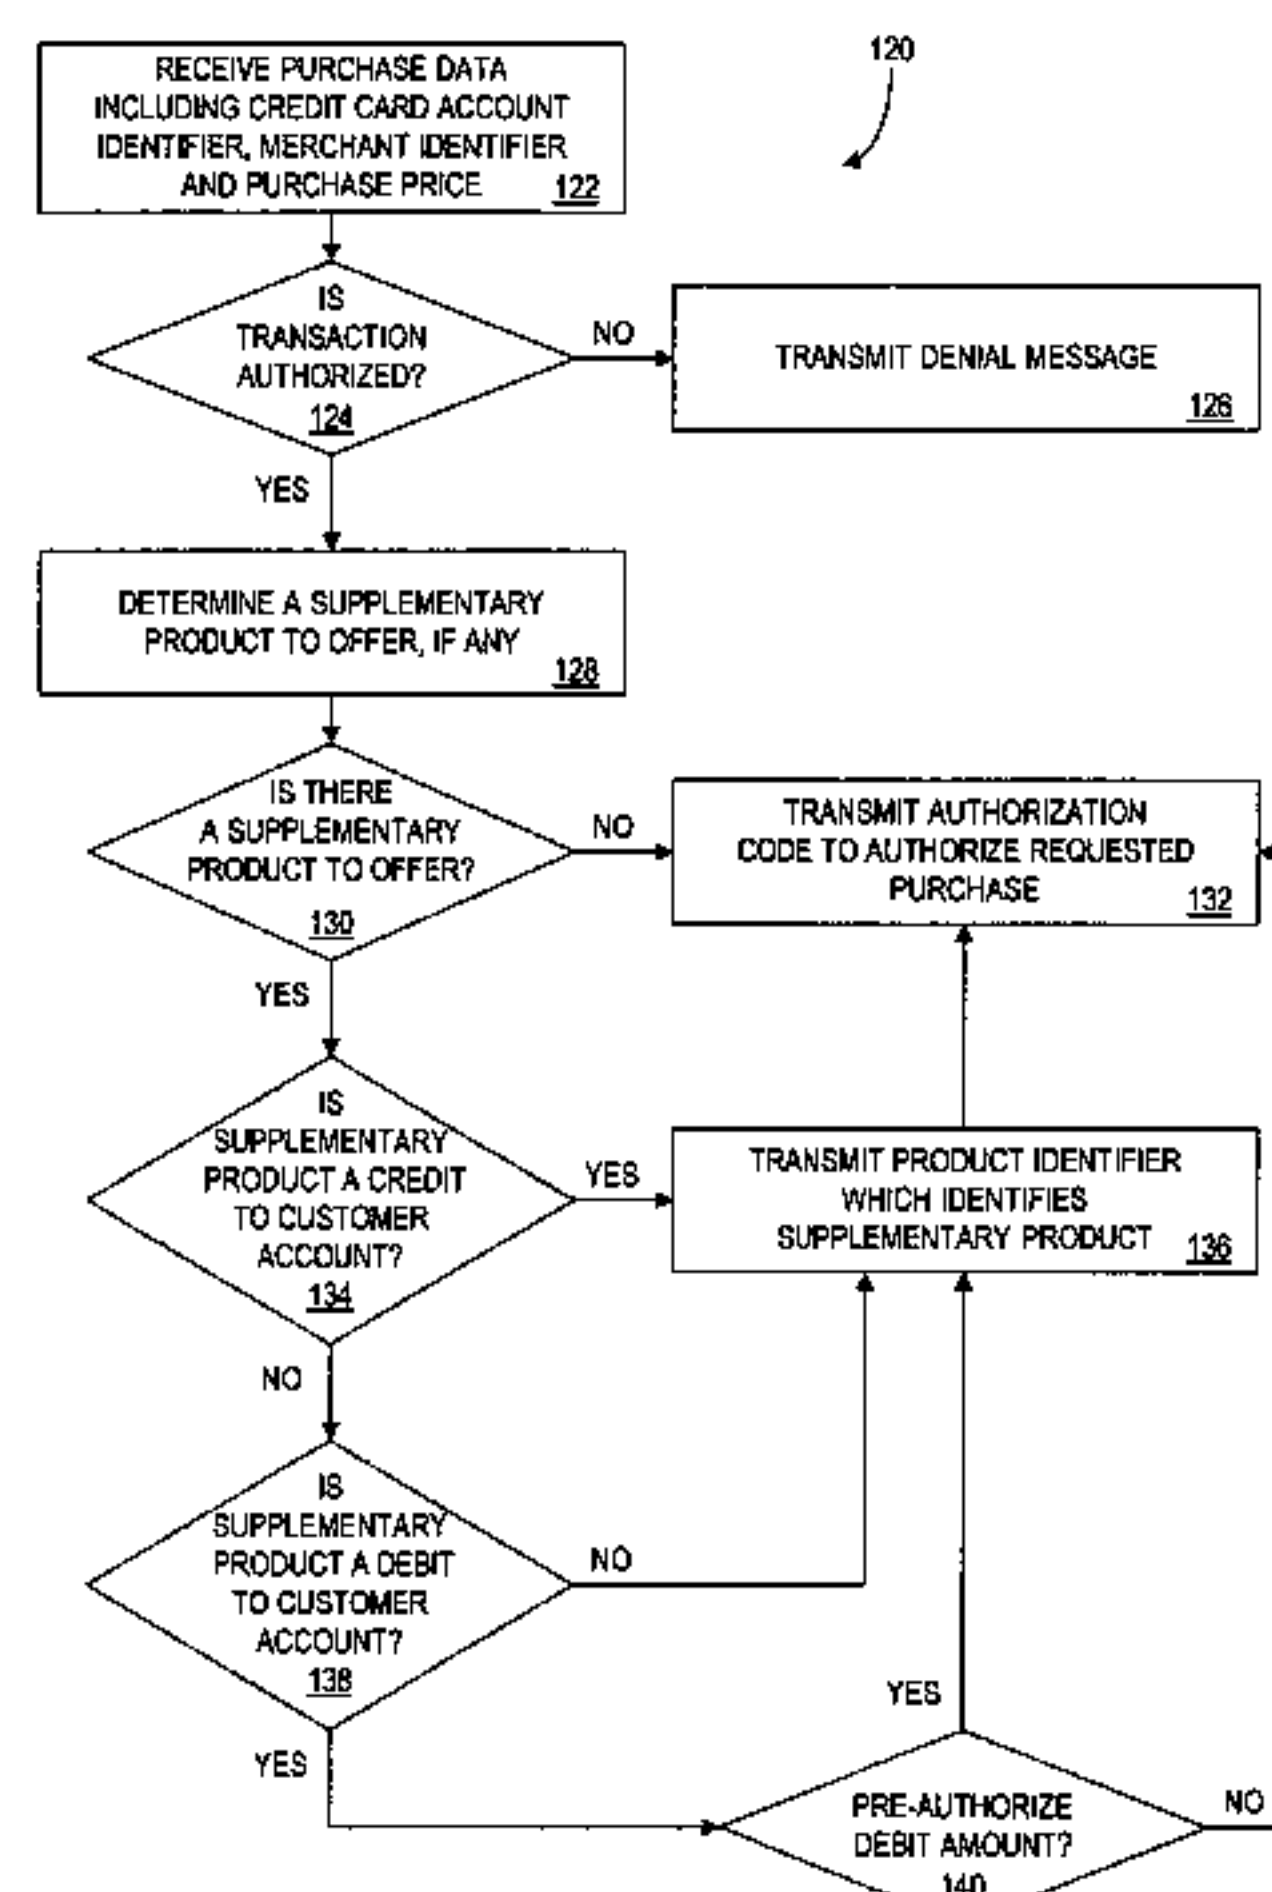 120
RECEIVE PURCHASE DATA
INCLUDING CREDIT CARD ACCOUNT
IDENTIFIER, MERCHANT IDENTIFIER
AND PURCHASE PRICE 122
IS
TRANSACTION
AUTHORIZED?
124
NO
TRANSMIT DENIAL MESSAGE
126
YES
DETERMINE A SUPPLEMENTARY
PRODUCT TO OFFER, IF ANY
128
IS THERE
A SUPPLEMENTARY
PRODUCT TO OFFER?
130
NO
TRANSMIT AUTHORIZATION
CODE TO AUTHORIZE REQUESTED
PURCHASE 132
YES
IS
SUPPLEMENTARY
PRODUCT A CREDIT
TO CUSTOMER
ACCOUNT?
134
YES
TRANSMIT PRODUCT IDENTIFIER
WHICH IDENTIFIES
SUPPLEMENTARY PRODUCT 136
NO
IS
SUPPLEMENTARY
PRODUCT A DEBIT
TO CUSTOMER
ACCOUNT?
138
NO
YES
YES
PRE-AUTHORIZE
DEBIT AMOUNT?
140
NO